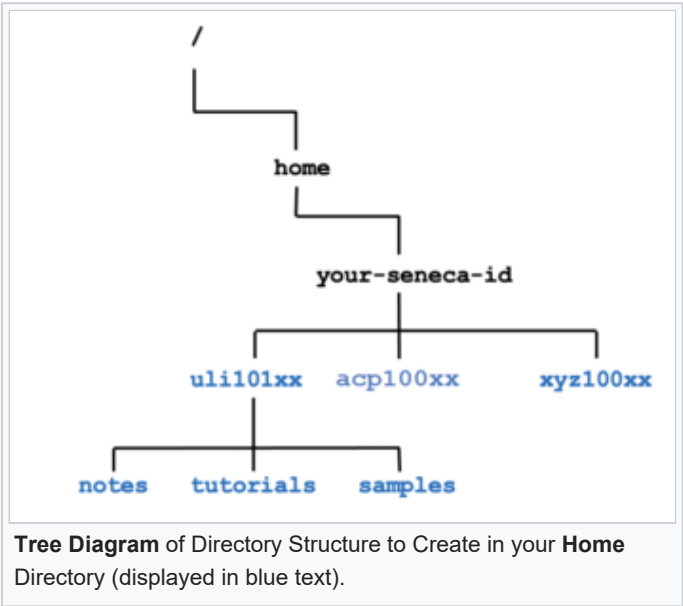 /
home
your-seneca-id
uli101xx acp100xx xyz100xx
notes tutorials samples
Tree Diagram of Directory Structure to Create in your Home
Directory (displayed in blue text).